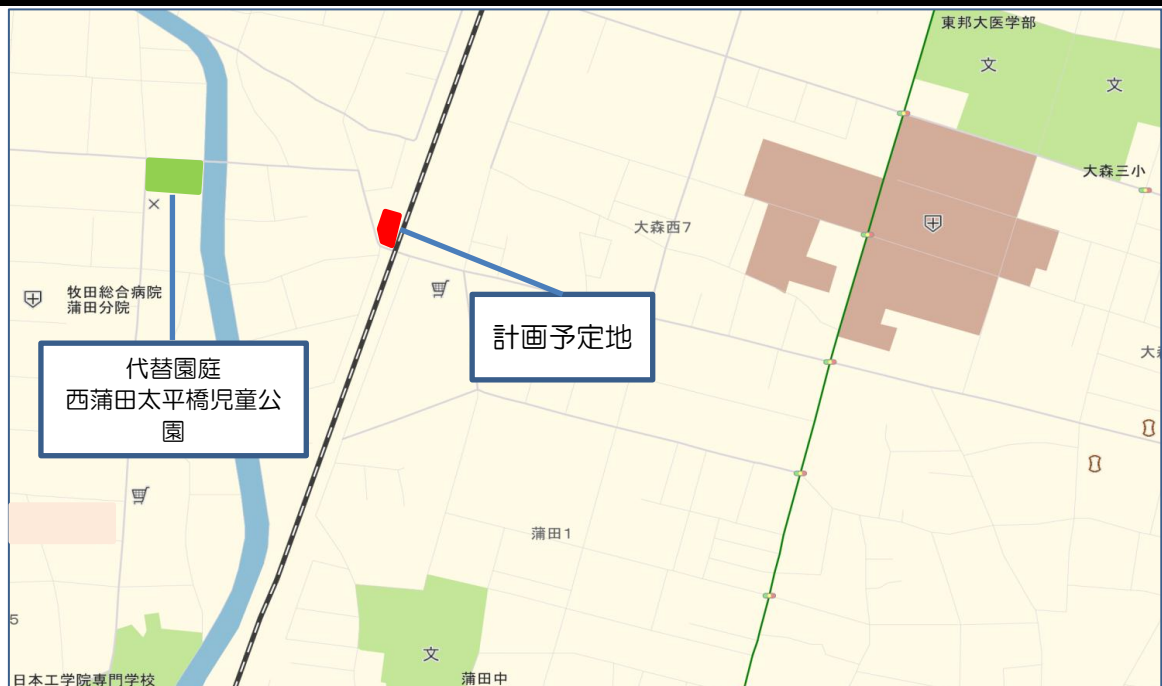 東邦大医学部
文
文
大森三小
大森西7
牧田総合病院
蒲田分院
計画予定地
代替園庭
西蒲田太平橋児童公
園
蒲田1
5
文
日本工学院専門学校
蒲田中